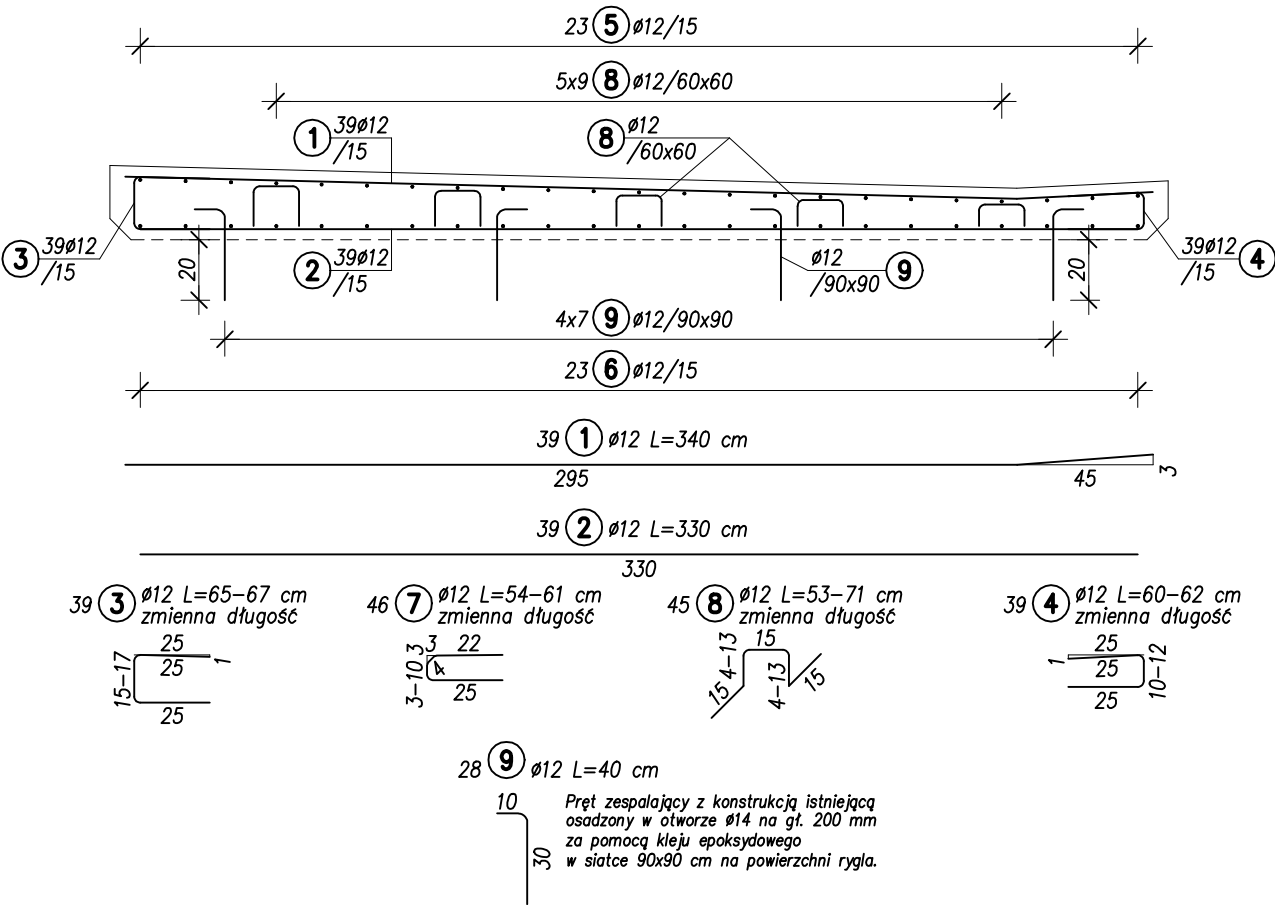 23 5 ø12/15
5x9 8 ø12/60x60
1 39ø12
/15
8 ø12
/60x60
3 39ø12
/15
20
2 39ø12
/15
ø12
/90x90 9
20
39ø12
/15 4
4x7 9 ø12/90x90
23 6 ø12/15
39 1 ø12 L=340 cm
295
45
3
39 2 ø12 L=330 cm
330
39 3 ø12 L=65-67 cm
zmienna długość
25
25
1
15-17
25
46 7 ø12 L=54-61 cm
zmienna długość
3
3
22
4
3-10
25
45 8 ø12 L=53-71 cm
zmienna długość
15
4-13
15
4-13
15
39 4 ø12 L=60-62 cm
zmienna długość
25
1
25
10-12
25
28 9 ø12 L=40 cm
10
30
Pręt zespalający z konstrukcją istniejącą
osadzony w otworze ø14 na gł. 200 mm
za pomocą kleju epoksydowego
w siatce 90x90 cm na powierzchni rygla.